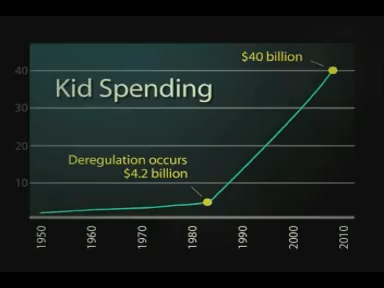 $40 billion
40
Kid Spending
30
20
Deregulation occurs
$4.2 billion
10
1950
1960
1970
1980
1990
2000
2010